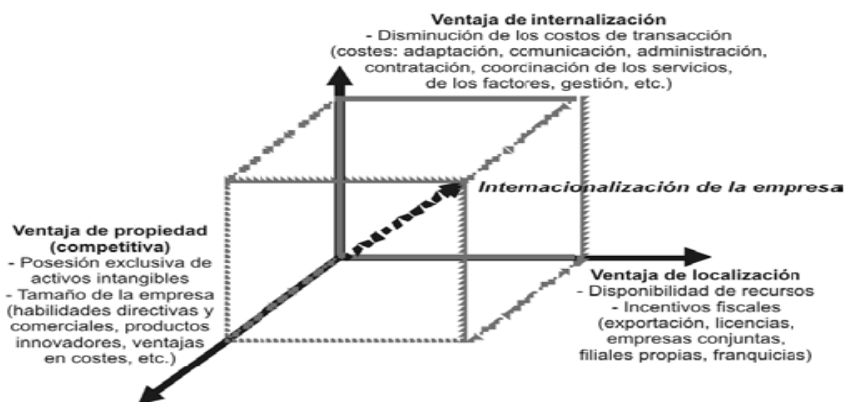 Ventaja de internalización
- Disminución de los costos de transacción
(costes: adaptación, comunicación, administración,
contratación, coordinación de los servicios,
de los factores, gestión, etc.)
Internacionalización de la empresa
Ventaja de propiedad
(competitiva)
- Posesión exclusiva de
activos intangibles
- Tamaño de la empresa
(habilidades directivas y
comerciales, productos
innovadores, ventajas
en costes, etc.)
Ventaja de localización
- Disponibilidad de recursos
- Incentivos fiscales
(exportación, licencias,
empresas conjuntas,
filiales propias, franquicias)